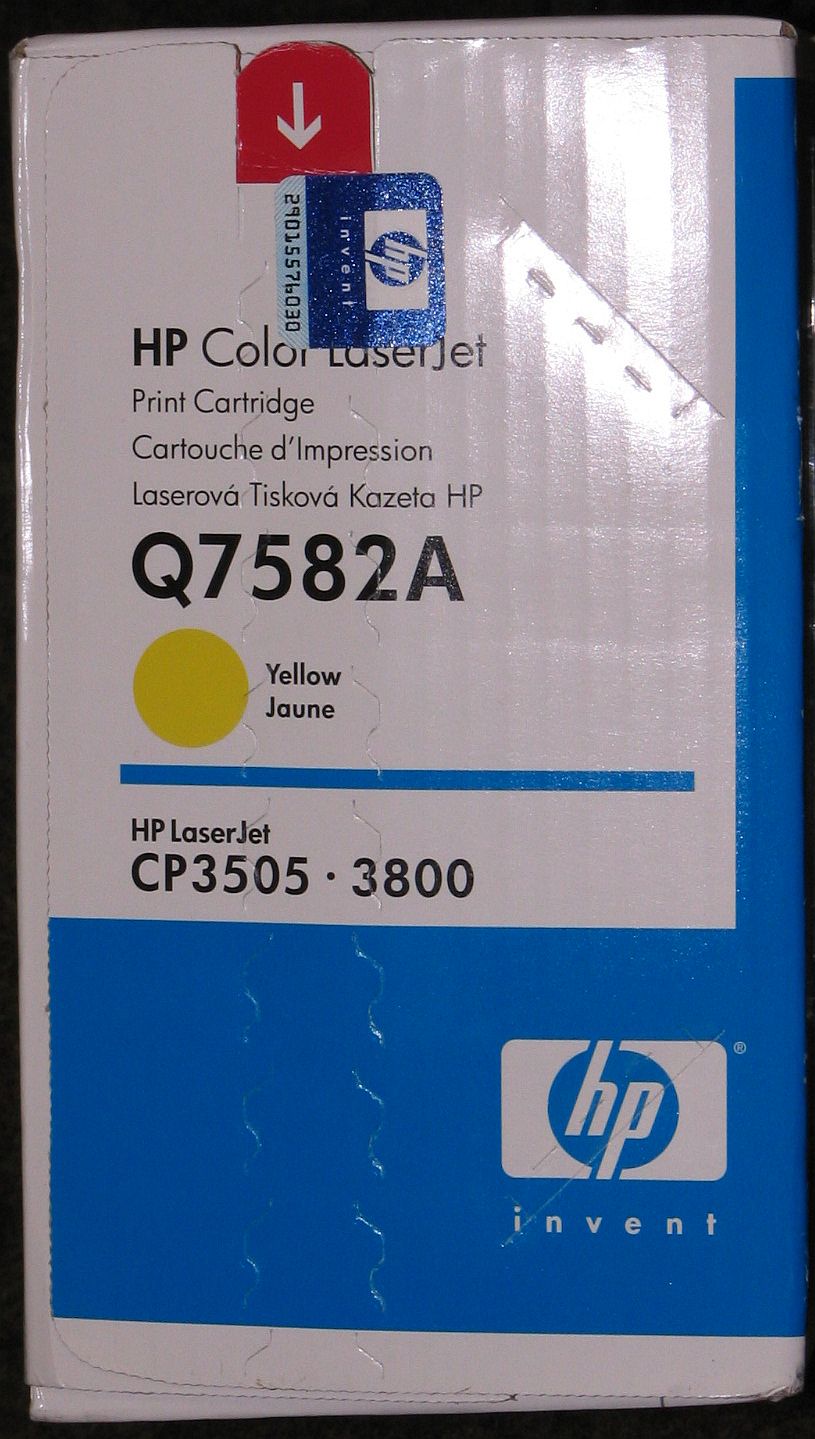 290155796030
hp
invent
HP Color LaserJet
Print Cartridge
Cartouche d'Impression
Laserová Tisková Kazeta HP
Q7582A
Yellow
Jaune
HP LaserJet
CP3505 · 3800
hp ®
invent